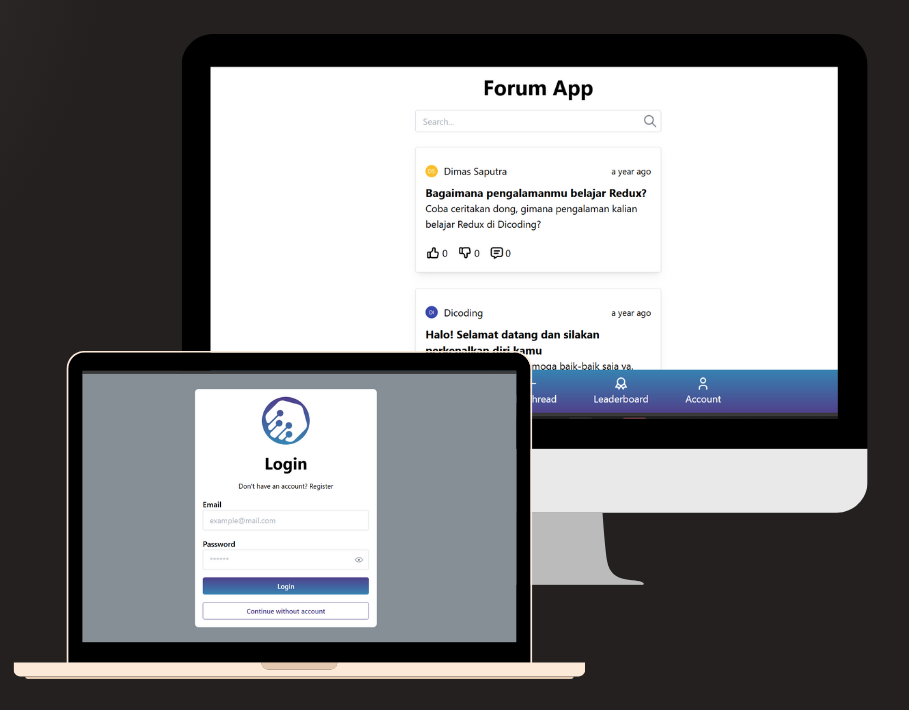 Forum App
Search...
DS Dimas Saputra a year ago
Bagaimana pengalamanmu belajar Redux?
Coba ceritakan dong, gimana pengalaman kalian
belajar Redux di Dicoding?
0 0 0
DI Dicoding a year ago
Halo! Selamat datang dan silakan
perkenalkan diri kamu
moga baik-baik saja ya.
hread Leaderboard Account
Login
Don't have an account? Register
Email
example@mail.com
Password
******
Login
Continue without account